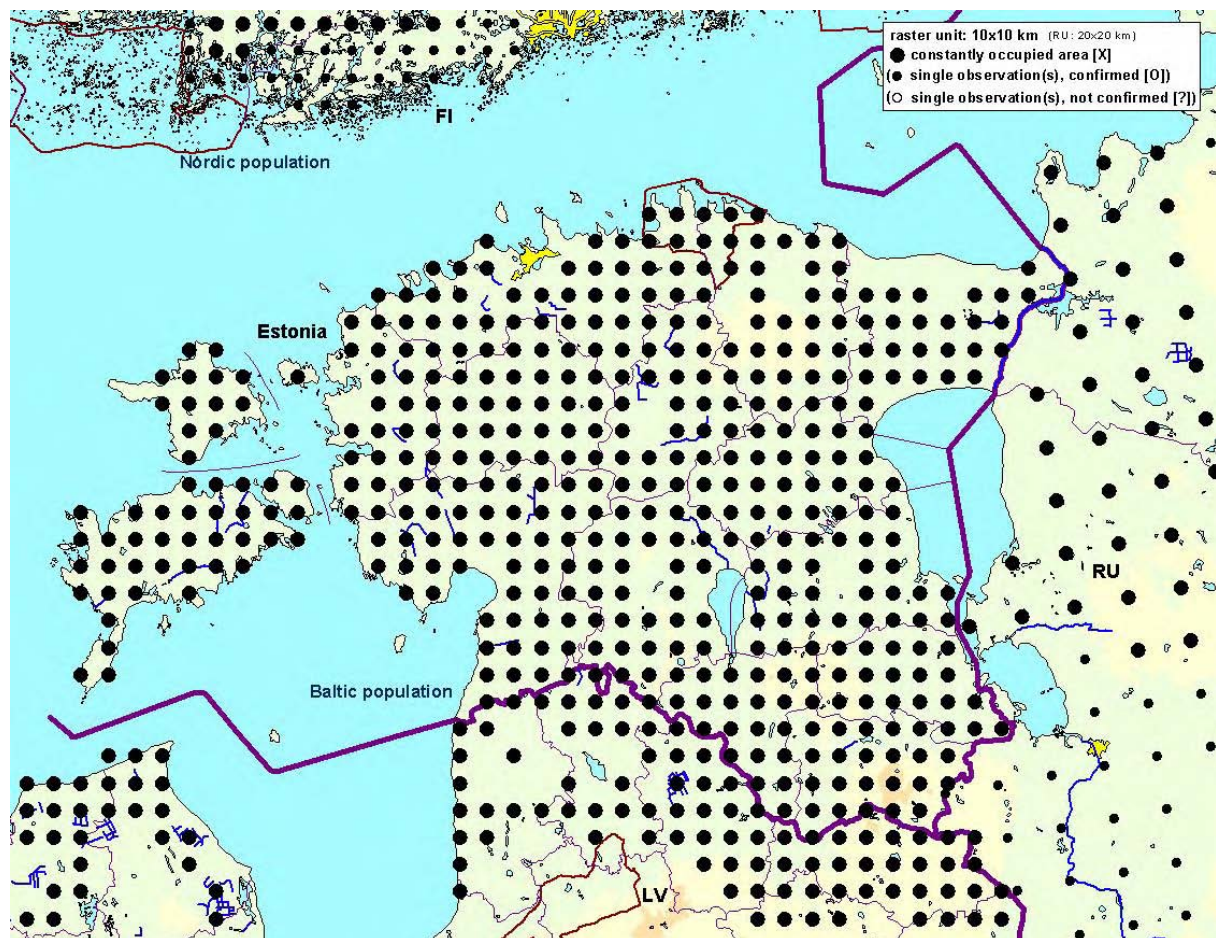 raster unit: 10x10 km (RU : 20x20 km)
constantly occupied area [X]
(● single observation(s), confirmed [O])
(○ single observation(s), not confirmed [?])
FI
Nordic population
Estonia
RU
Baltic population
LV